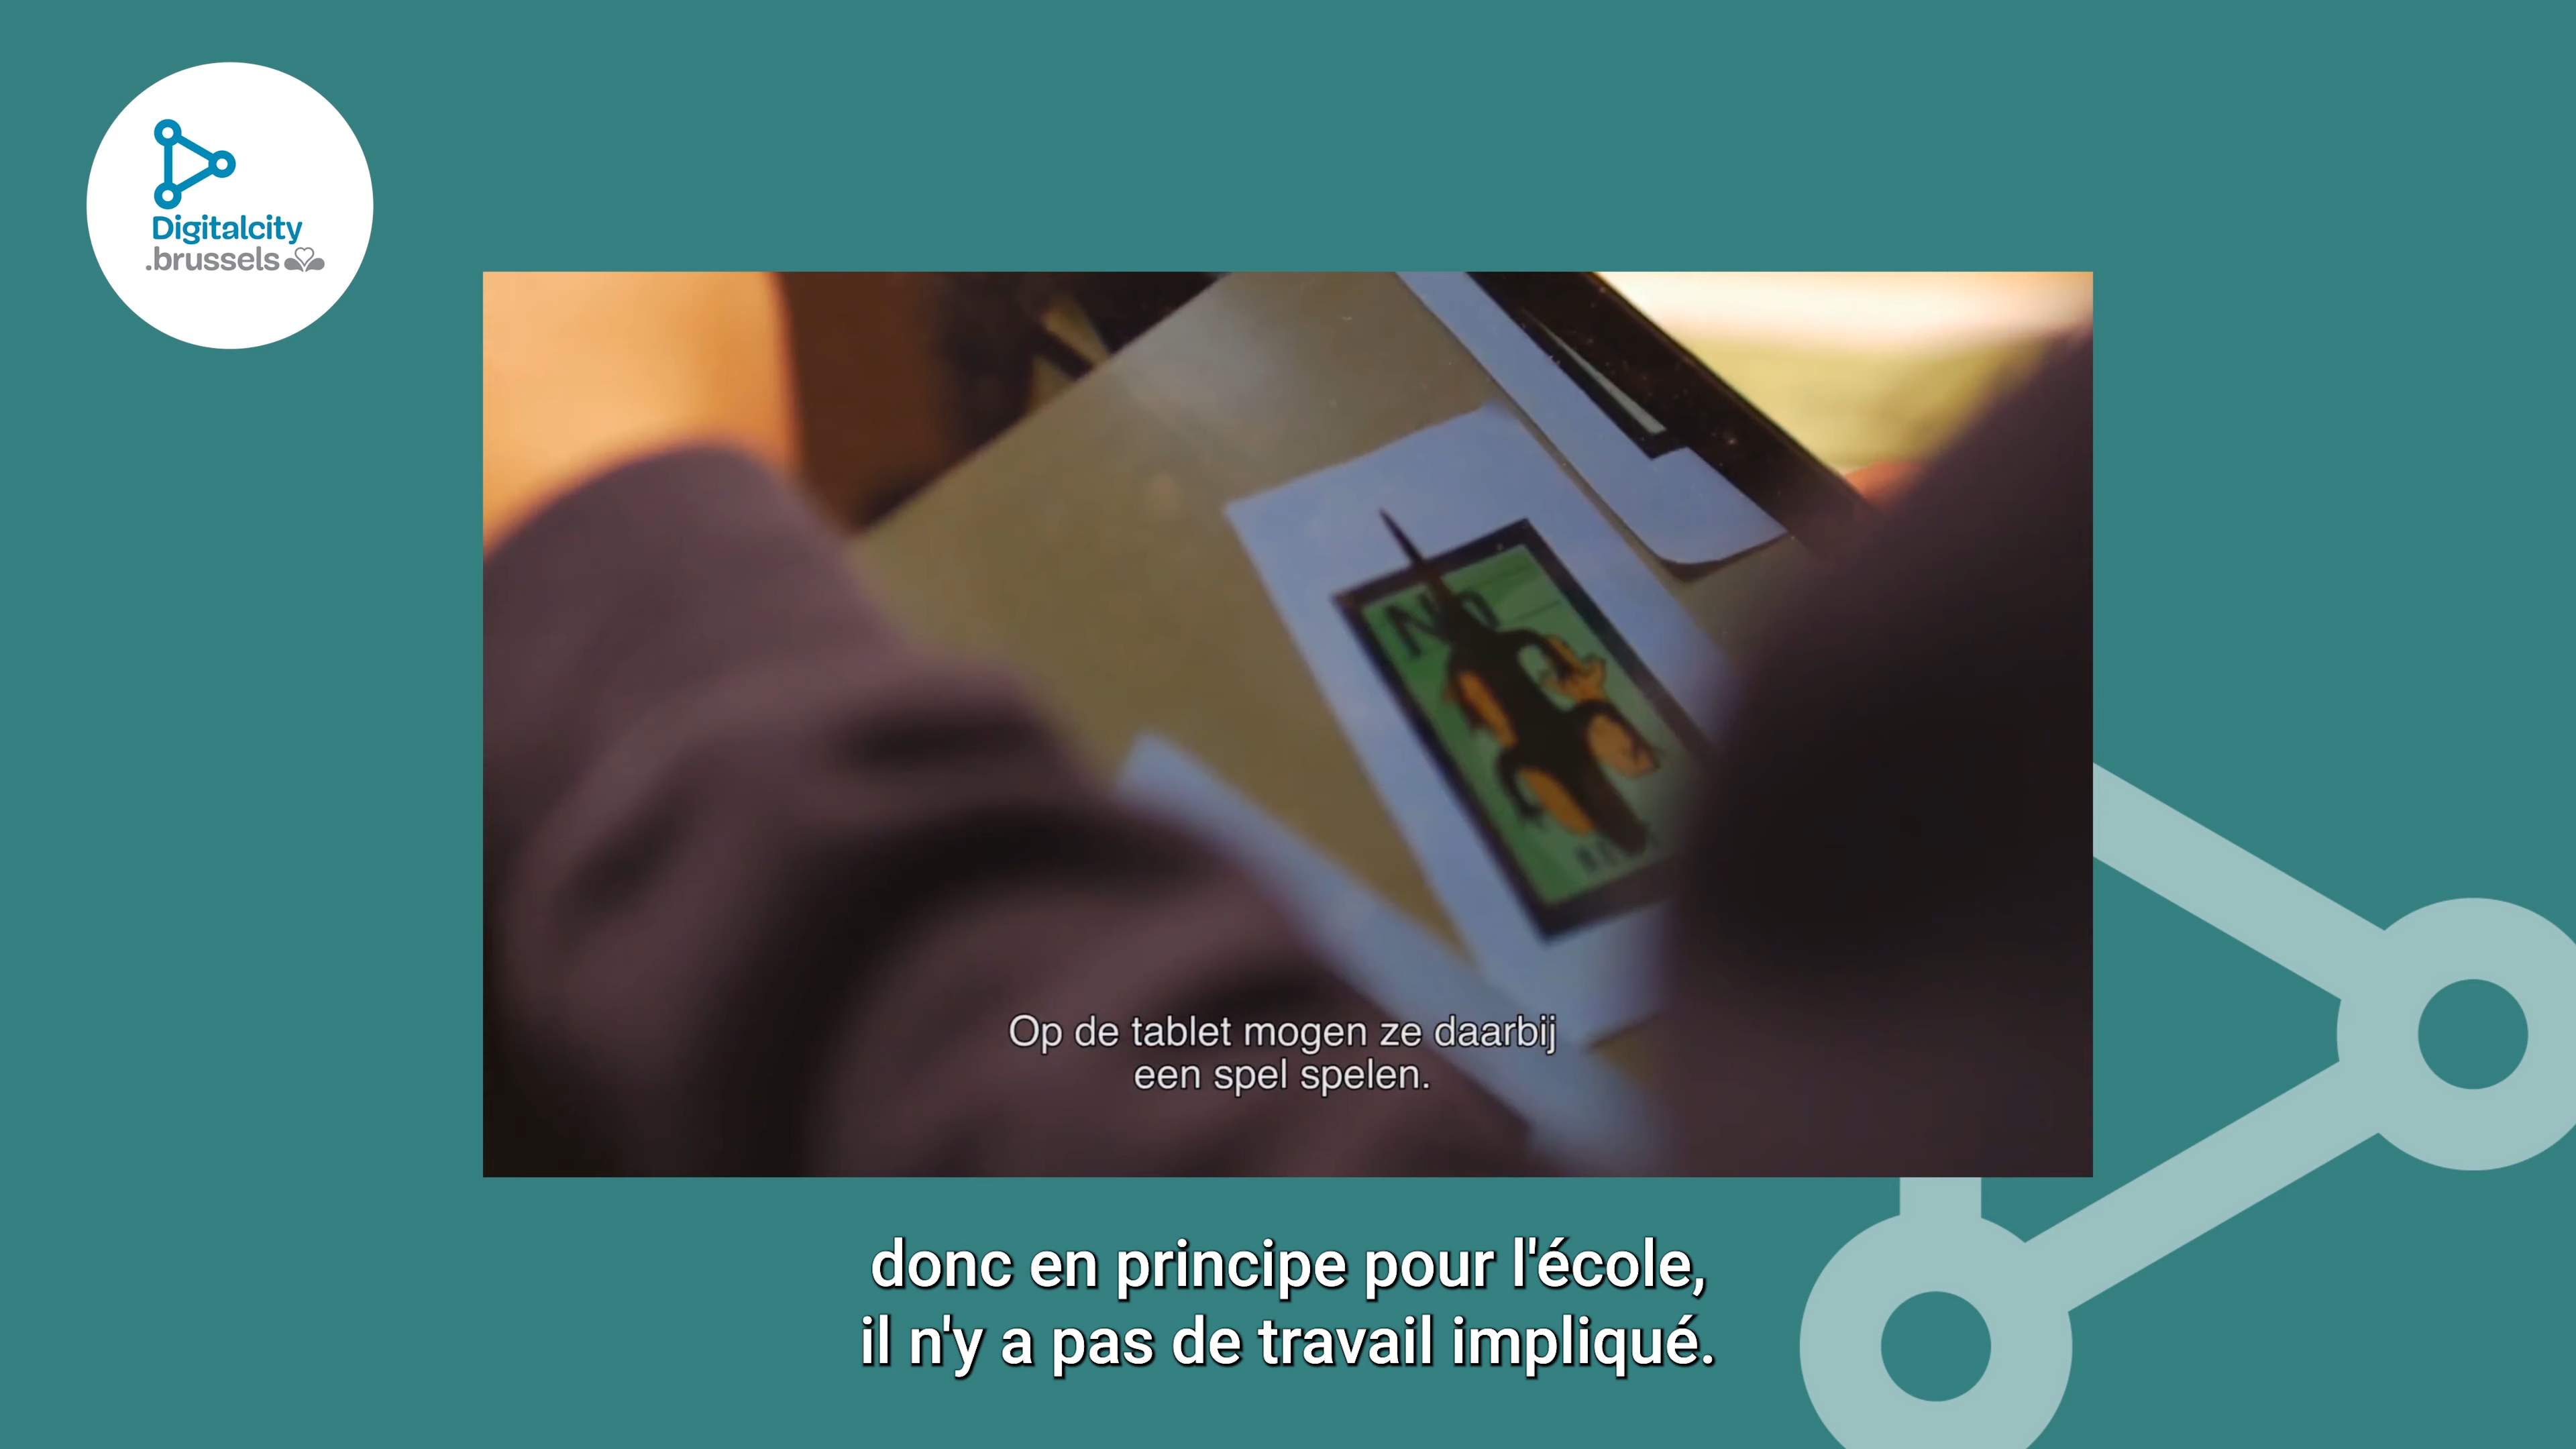 Digitalcity
.brussels
NO
Op de tablet mogen ze daarbij
een spel spelen.
donc en principe pour l'école,
il n'y a pas de travail impliqué.